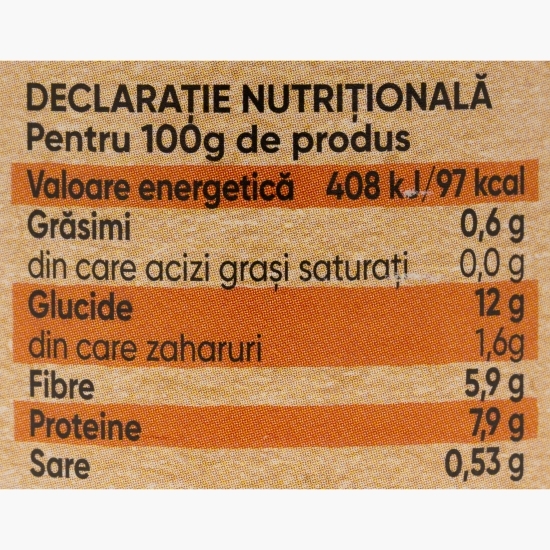 DECLARAȚIE NUTRIȚIONALĂ
Pentru 100g de produs
Valoare energetică 408 kJ/97 kcal
Grăsimi 0,6 g
din care acizi grași saturați 0,0 g
Glucide 12 g
din care zaharuri 1,6g
Fibre 5,9 g
Proteine 7,9 g
Sare 0,53 g